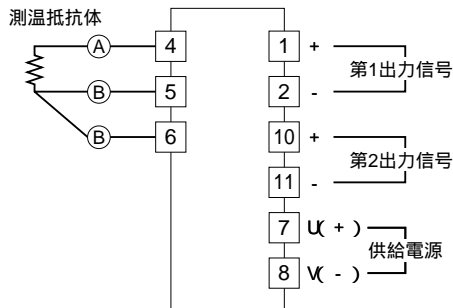 測温抵抗体
A 4
B 5
B 6
1 +
2 -
第1出力信号
10 +
11 -
第2出力信号
7 U( + )
8 V( - )
供給電源